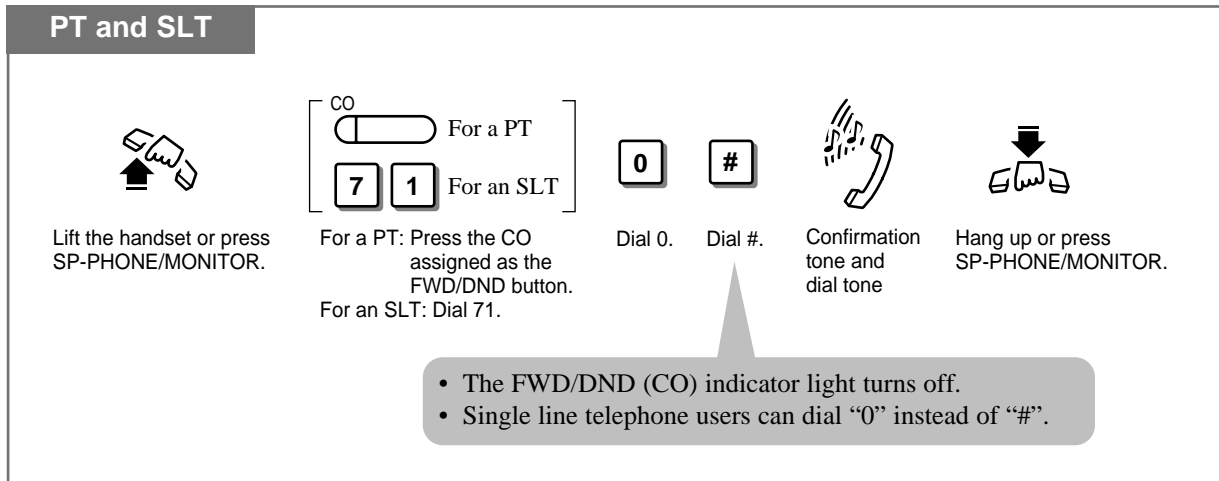 PT and SLT
CO
For a PT
7 1 For an SLT
0
#
Lift the handset or press
SP-PHONE/MONITOR.
For a PT: Press the CO
assigned as the
FWD/DND button.
For an SLT: Dial 71.
Dial 0.
Dial #.
Confirmation
tone and
dial tone
Hang up or press
SP-PHONE/MONITOR.
• The FWD/DND (CO) indicator light turns off.
• Single line telephone users can dial “0” instead of “#”.